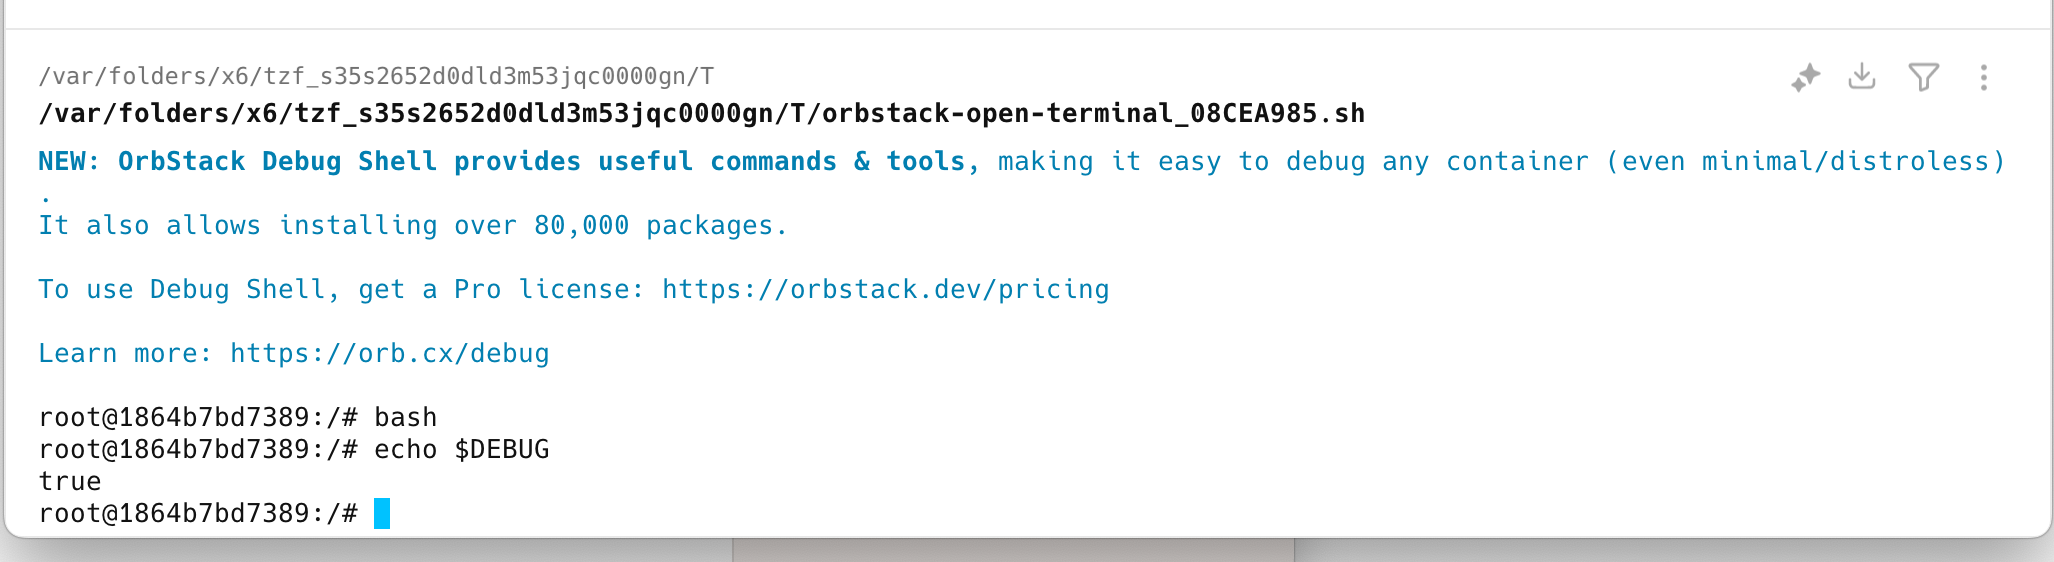 /var/folders/x6/tzf_s35s2652d0dld3m53jqc0000gn/T
/var/folders/x6/tzf_s35s2652d0dld3m53jqc0000gn/T/orbstack-open-terminal_08CEA985.sh
NEW: OrbStack Debug Shell provides useful commands & tools, making it easy to debug any container (even minimal/distroless)
.
It also allows installing over 80,000 packages.
To use Debug Shell, get a Pro license: https://orbstack.dev/pricing
Learn more: https://orb.cx/debug
root@1864b7bd7389:/# bash
root@1864b7bd7389:/# echo $DEBUG
true
root@1864b7bd7389:/#